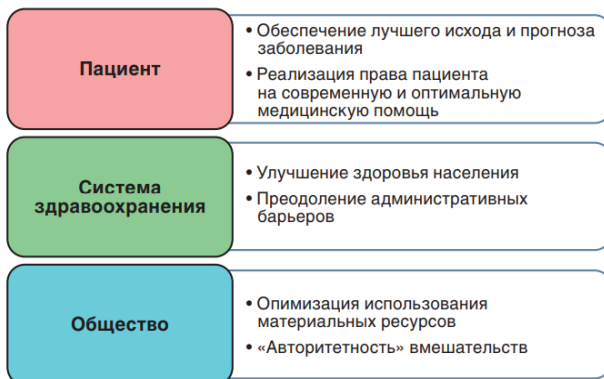 Пациент
• Обеспечение лучшего исхода и прогноза
заболевания
• Реализация права пациента
на современную и оптимальную
медицинскую помощь
Система
здравоохранения
• Улучшение здоровья населения
• Преодоление административных
барьеров
Общество
• Опимизация использования
материальных ресурсов
• «Авторитетность» вмешательств